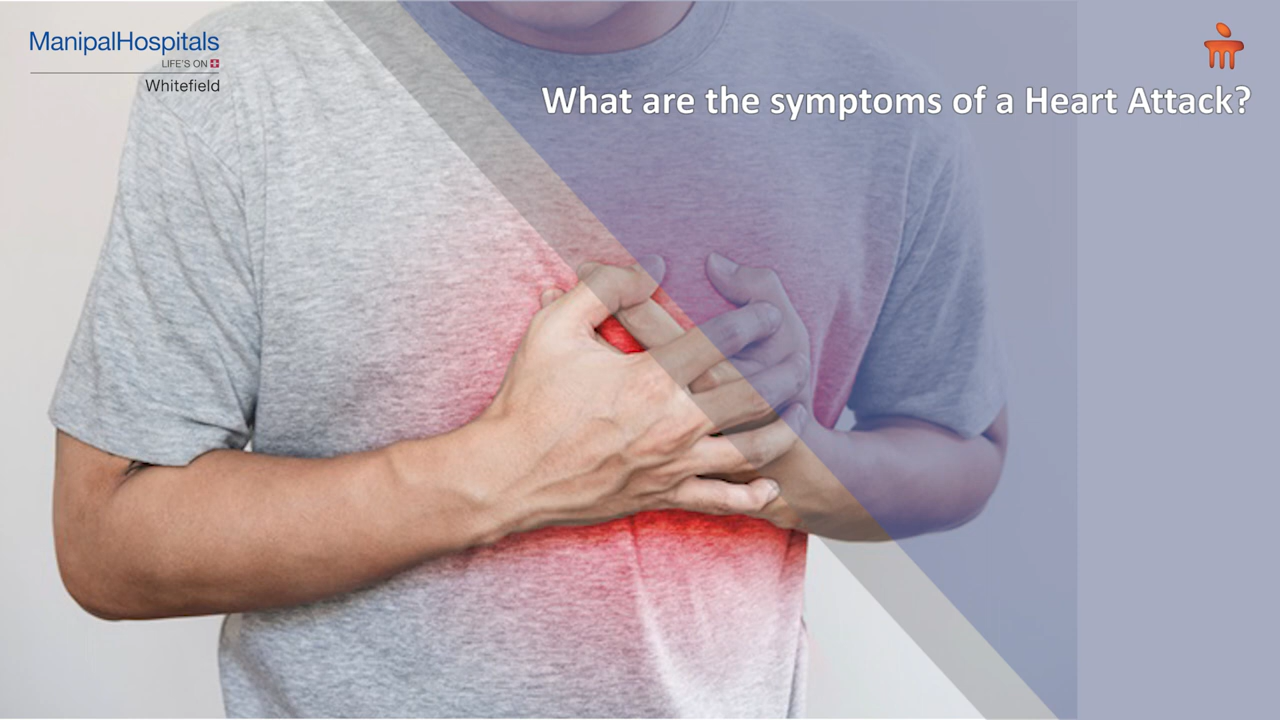 ManipalHospitals
LIFE'S ON
Whitefield
What are the symptoms of a Heart Attack?